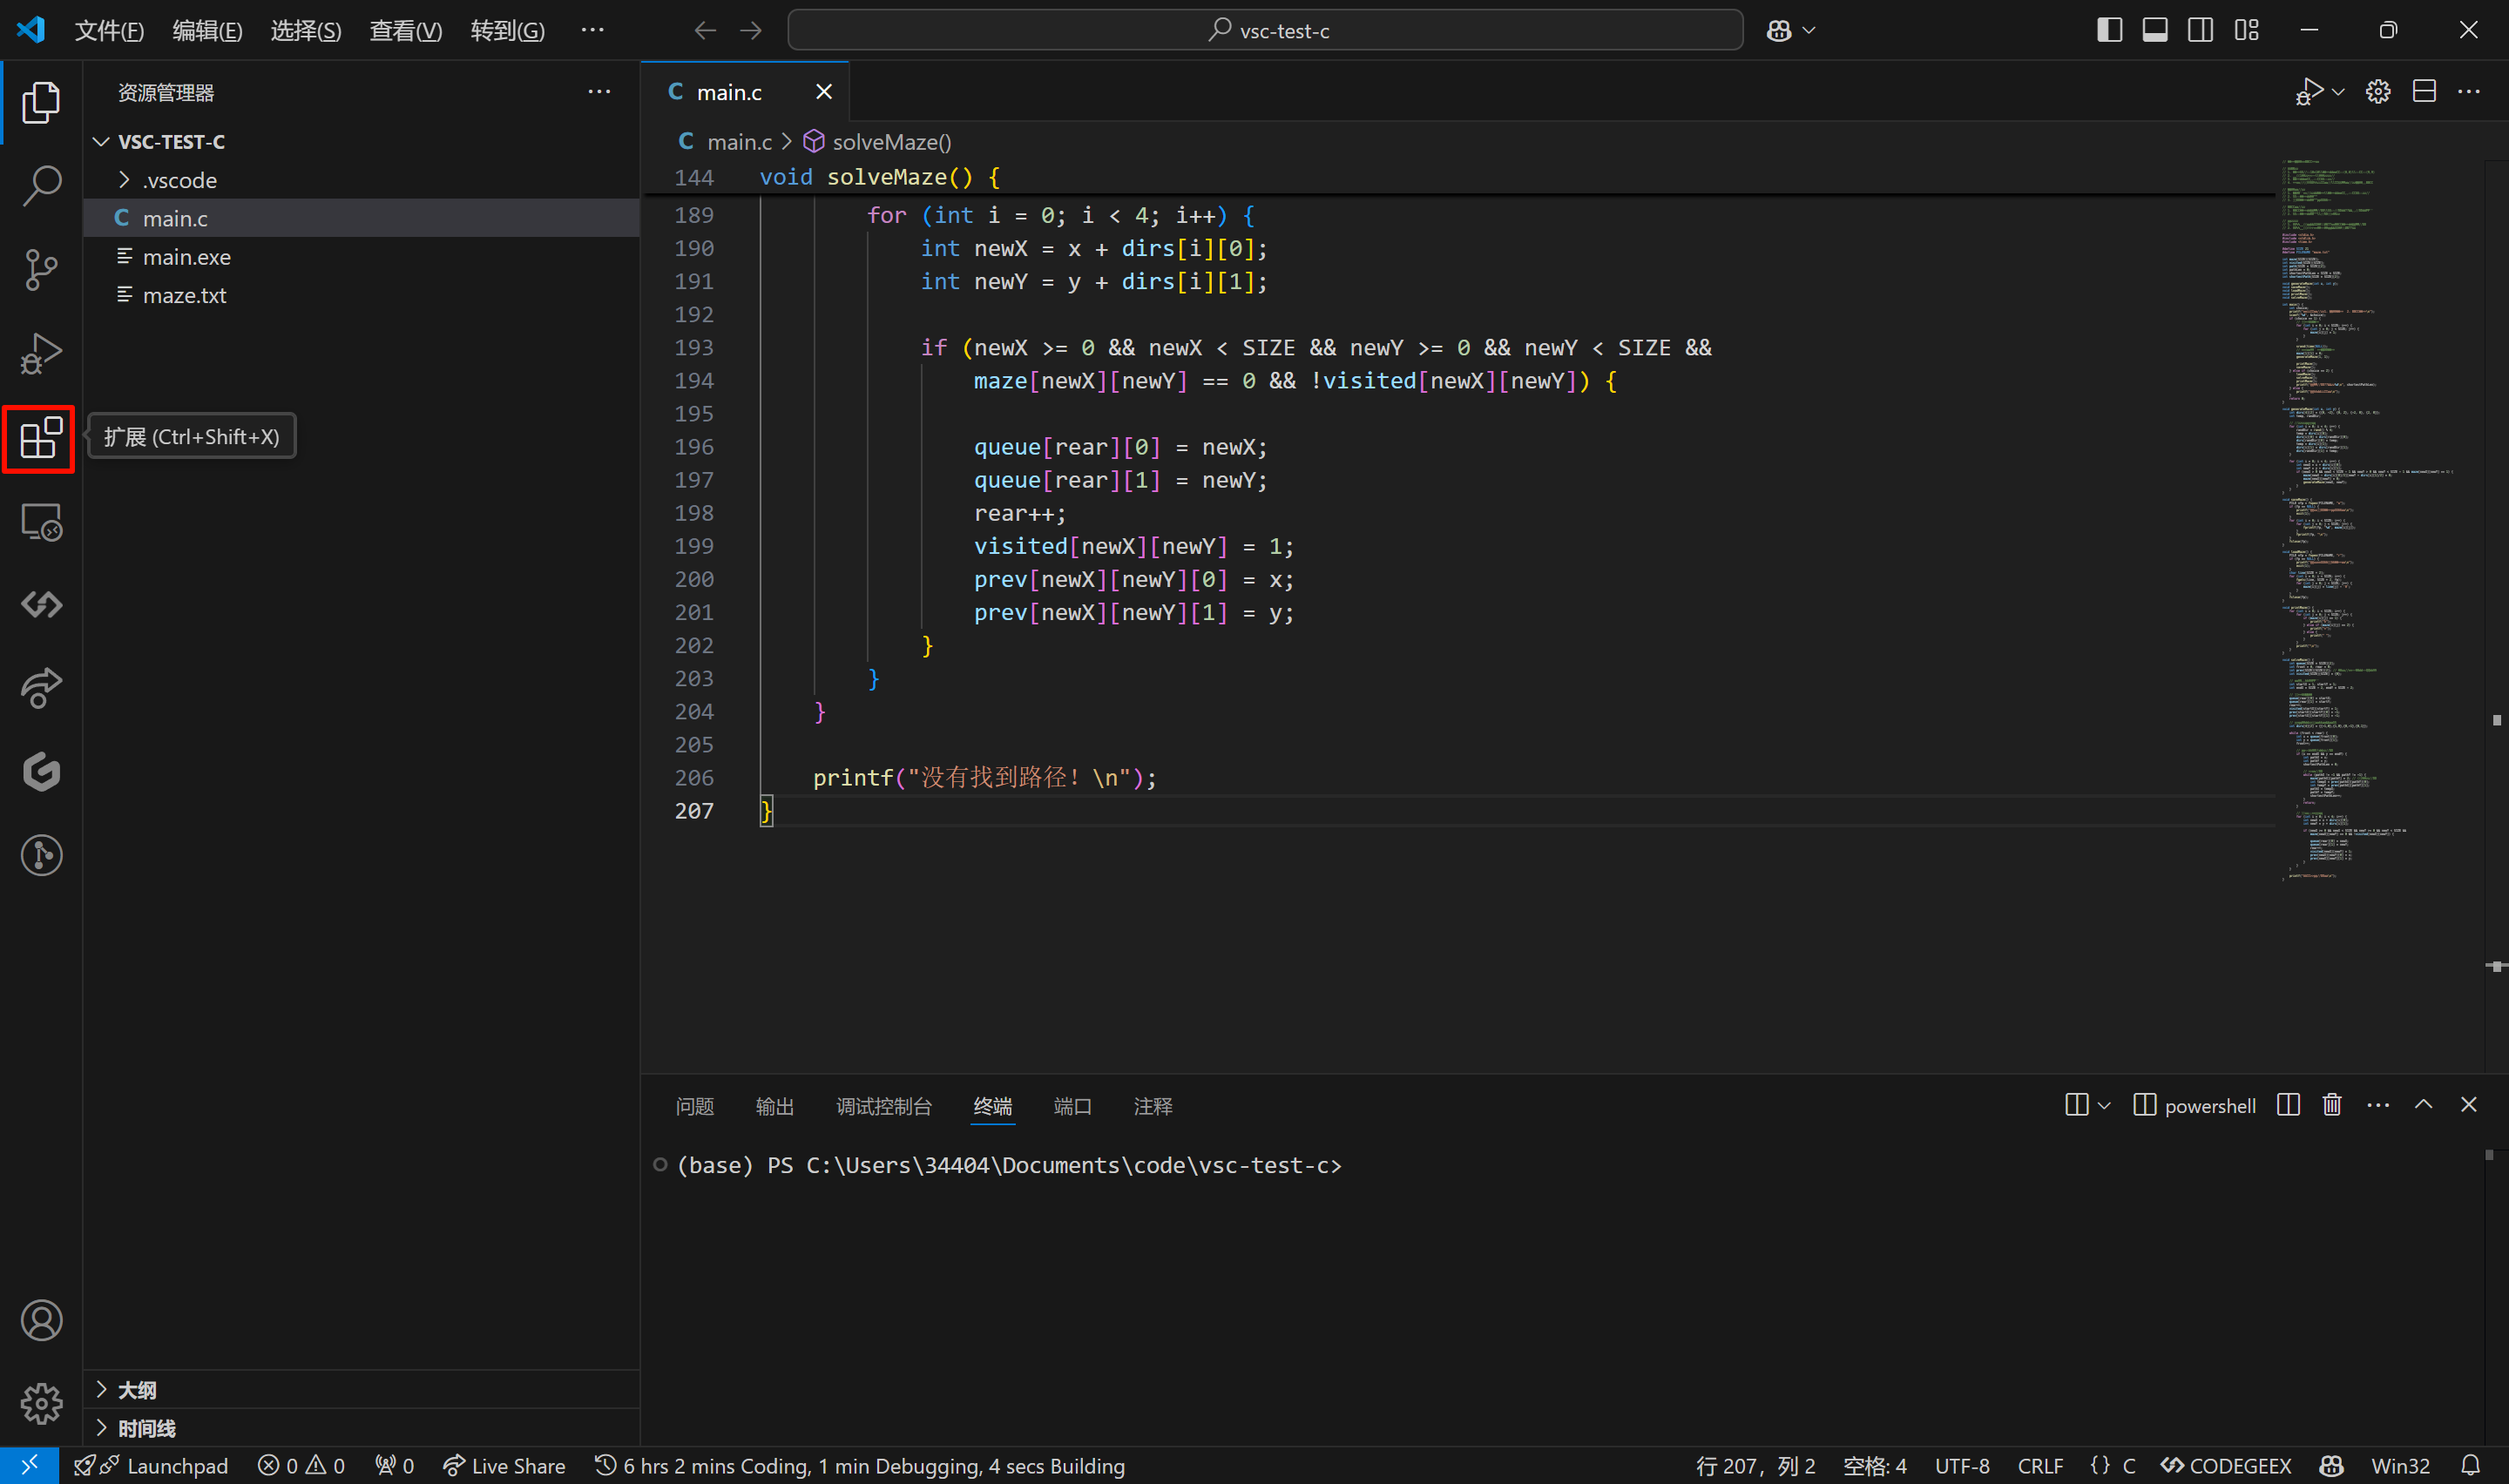 文件(F) 编辑(E) 选择(S) 查看(V) 转到(G) ··· vsc-test-c
资源管理器 ···
VSC-TEST-C
.vscode
C main.c
main.exe
maze.txt
扩展 (Ctrl+Shift+X)
大纲
时间线
C main.c
C main.c > solveMaze()
144 void solveMaze() {
189 for (int i = 0; i < 4; i++) {
190 int newX = x + dirs[i][0];
191 int newY = y + dirs[i][1];
192
193 if (newX >= 0 && newX < SIZE && newY >= 0 && newY < SIZE &&
194 maze[newX][newY] == 0 && !visited[newX][newY]) {
195
196 queue[rear][0] = newX;
197 queue[rear][1] = newY;
198 rear++;
199 visited[newX][newY] = 1;
200 prev[newX][newY][0] = x;
201 prev[newX][newY][1] = y;
202 }
203 }
204 }
205
206 printf("没有找到路径！\n");
207 }
问题 输出 调试控制台 终端 端口 注释 powershell
(base) PS C:\Users\34404\Documents\code\vsc-test-c>
Launchpad 0 0 0 Live Share 6 hrs 2 mins Coding, 1 min Debugging, 4 secs Building 行 207，列 2 空格: 4 UTF-8 CRLF {} C CODEGEEX Win32